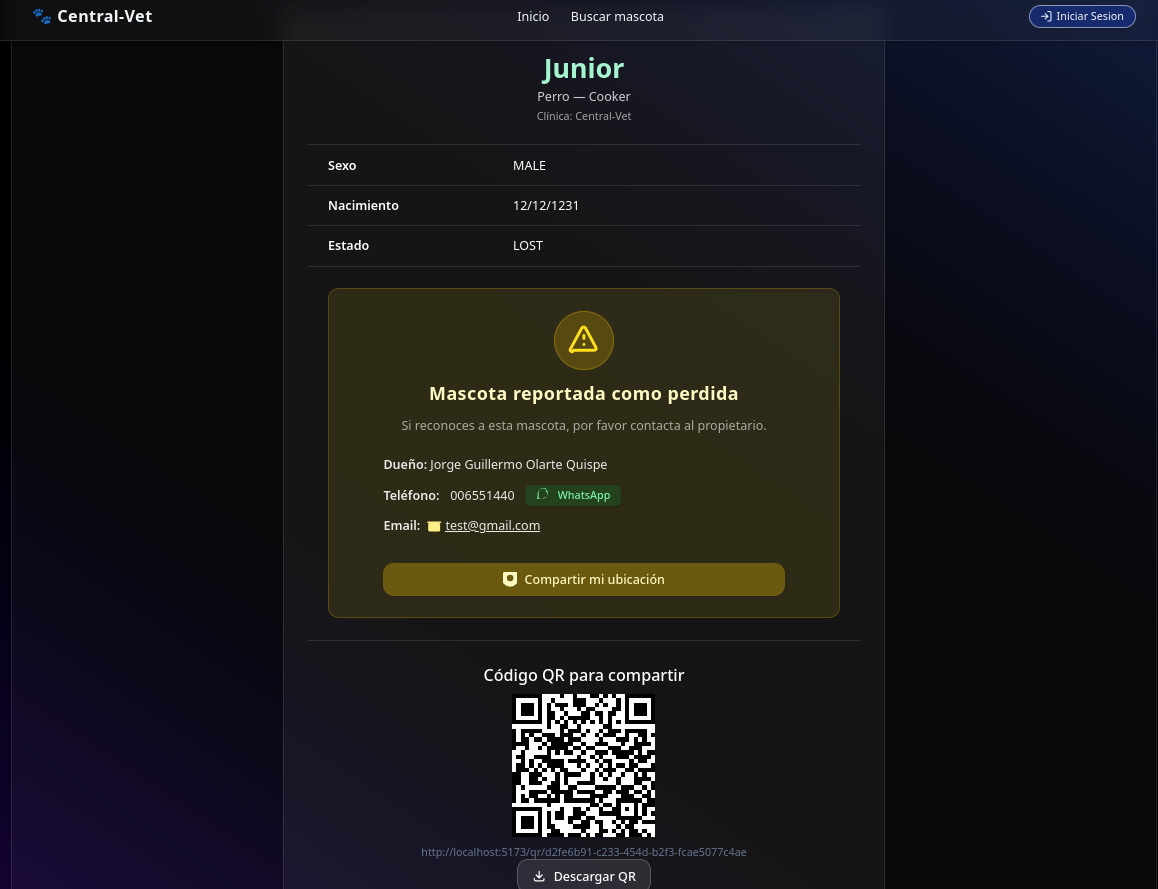 Central-Vet
Inicio
Buscar mascota
Iniciar Sesion
Junior
Perro — Cooker
Clínica: Central-Vet
Sexo MALE
Nacimiento 12/12/1231
Estado LOST
Mascota reportada como perdida
Si reconoces a esta mascota, por favor contacta al propietario.
Dueño: Jorge Guillermo Olarte Quispe
Teléfono: 006551440 WhatsApp
Email: test@gmail.com
Compartir mi ubicación
Código QR para compartir
http://localhost:5173/qr/d2fe6b91-c233-454d-b2f3-fcae5077c4ae
Descargar QR